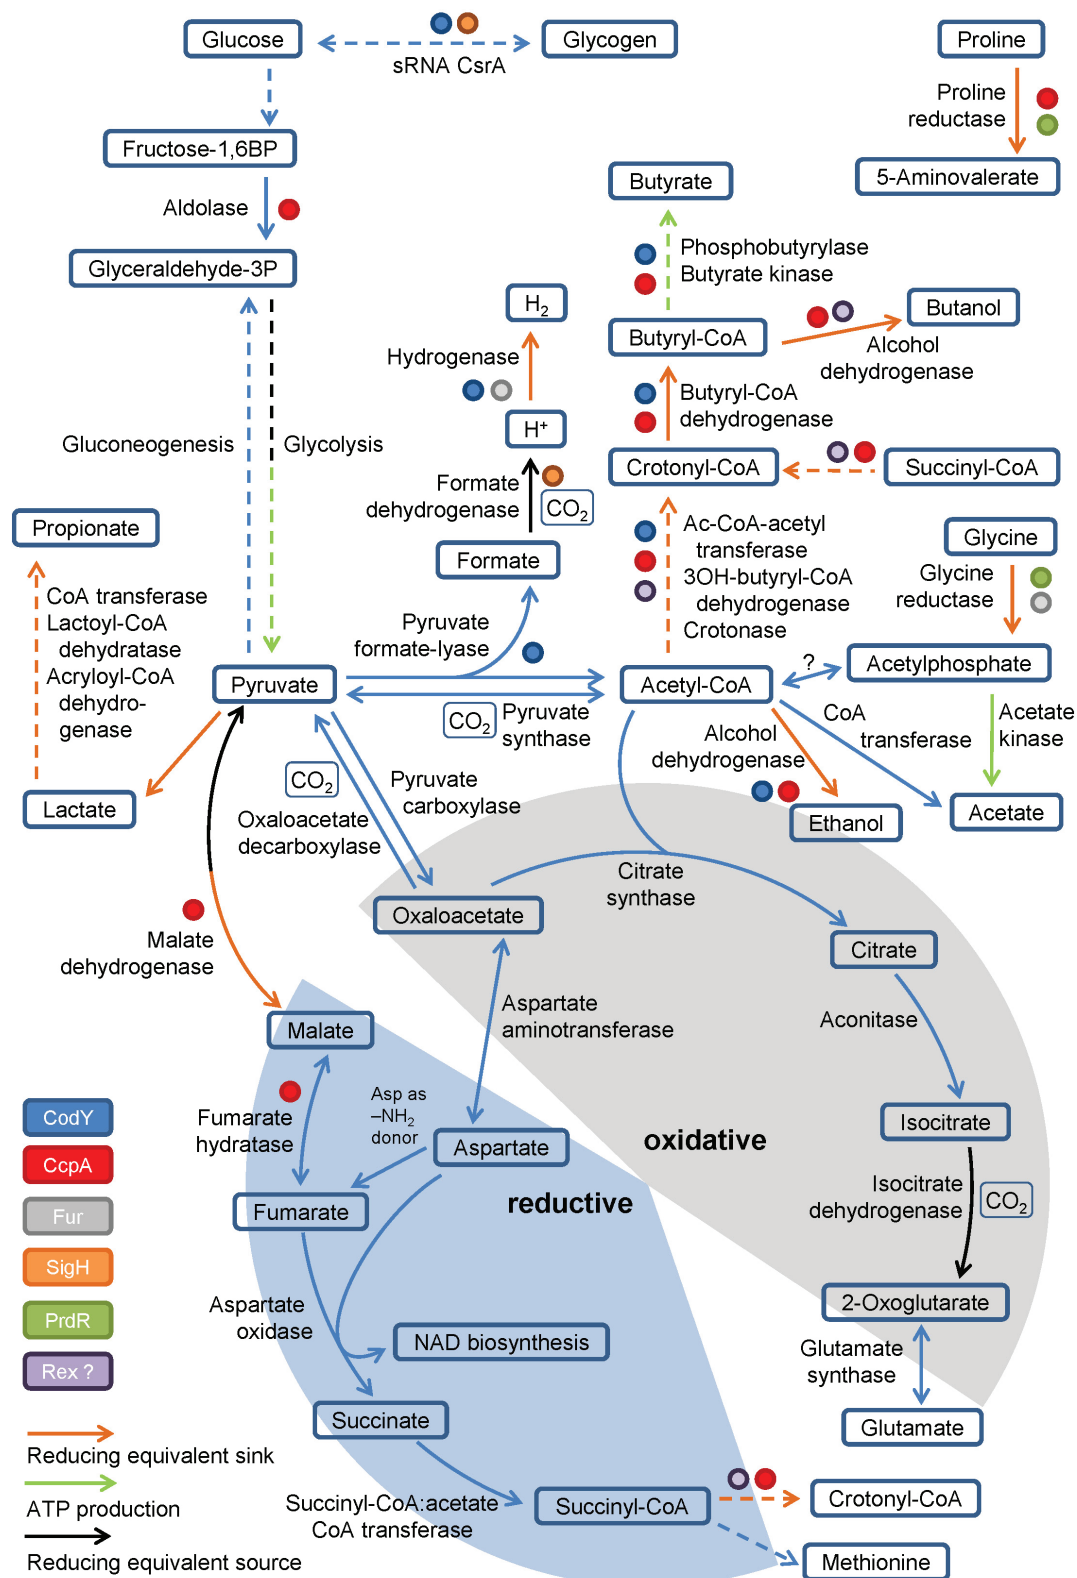 Glucose
Glycogen
sRNA CsrA
Proline
Proline
reductase
5-Aminovalerate
Fructose-1,6BP
Aldolase
Glyceraldehyde-3P
Butyrate
Phosphobutyrylase
Butyrate kinase
H2
Butyryl-CoA
Butanol
Alcohol
dehydrogenase
Hydrogenase
Butyryl-CoA
dehydrogenase
H+
Gluconeogenesis
Glycolysis
Crotonyl-CoA
Succinyl-CoA
Formate
dehydrogenase
CO2
Propionate
Formate
Ac-CoA-acetyl
transferase
3OH-butyryl-CoA
dehydrogenase
Crotonase
Glycine
Glycine
reductase
CoA transferase
Lactoyl-CoA
dehydratase
Acryloyl-CoA
dehydro-
genase
Pyruvate
formate-lyase
Pyruvate
Acetyl-CoA
?
Acetylphosphate
CO2
Pyruvate
synthase
Alcohol
dehydrogenase
CoA
transferase
Acetate
kinase
CO2
Pyruvate
carboxylase
Lactate
Oxaloacetate
decarboxylase
Ethanol
Acetate
Citrate
synthase
Oxaloacetate
Citrate
Malate
dehydrogenase
Aspartate
aminotransferase
Aconitase
Malate
Asp as
–NH2
donor
Fumarate
hydratase
Aspartate
oxidative
Isocitrate
CodY
CcpA
Fur
SigH
PrdR
Rex ?
reductive
Fumarate
Isocitrate
dehydrogenase
CO2
Aspartate
oxidase
NAD biosynthesis
2-Oxoglutarate
Glutamate
synthase
Succinate
Glutamate
Reducing equivalent sink
ATP production
Reducing equivalent source
Succinyl-CoA:acetate
CoA transferase
Succinyl-CoA
Crotonyl-CoA
Methionine